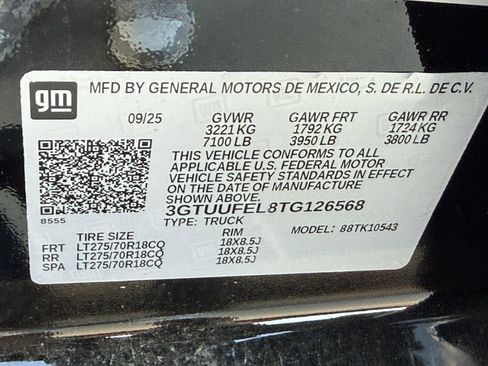 gm
MFD BY GENERAL MOTORS DE MEXICO, S. DE R.L. DE C.V.
09/25 GVWR GAWR FRT GAWR RR
3221 KG 1792 KG 1724 KG
7100 LB 3950 LB 3800 LB
THIS VEHICLE CONFORMS TO ALL
APPLICABLE U.S. FEDERAL MOTOR
VEHICLE SAFETY STANDARDS IN EFFECT
ON THE DATE OF MANUFACTURE SHOWN ABOVE.
3GTUUFEL8TG126568
8555 TYPE: TRUCK MODEL: 88TK10543
TIRE SIZE RIM
FRT LT275/70R18CQ 18X8.5J
RR LT275/70R18CQ 18X8.5J
SPA LT275/70R18CQ 18X8.5J